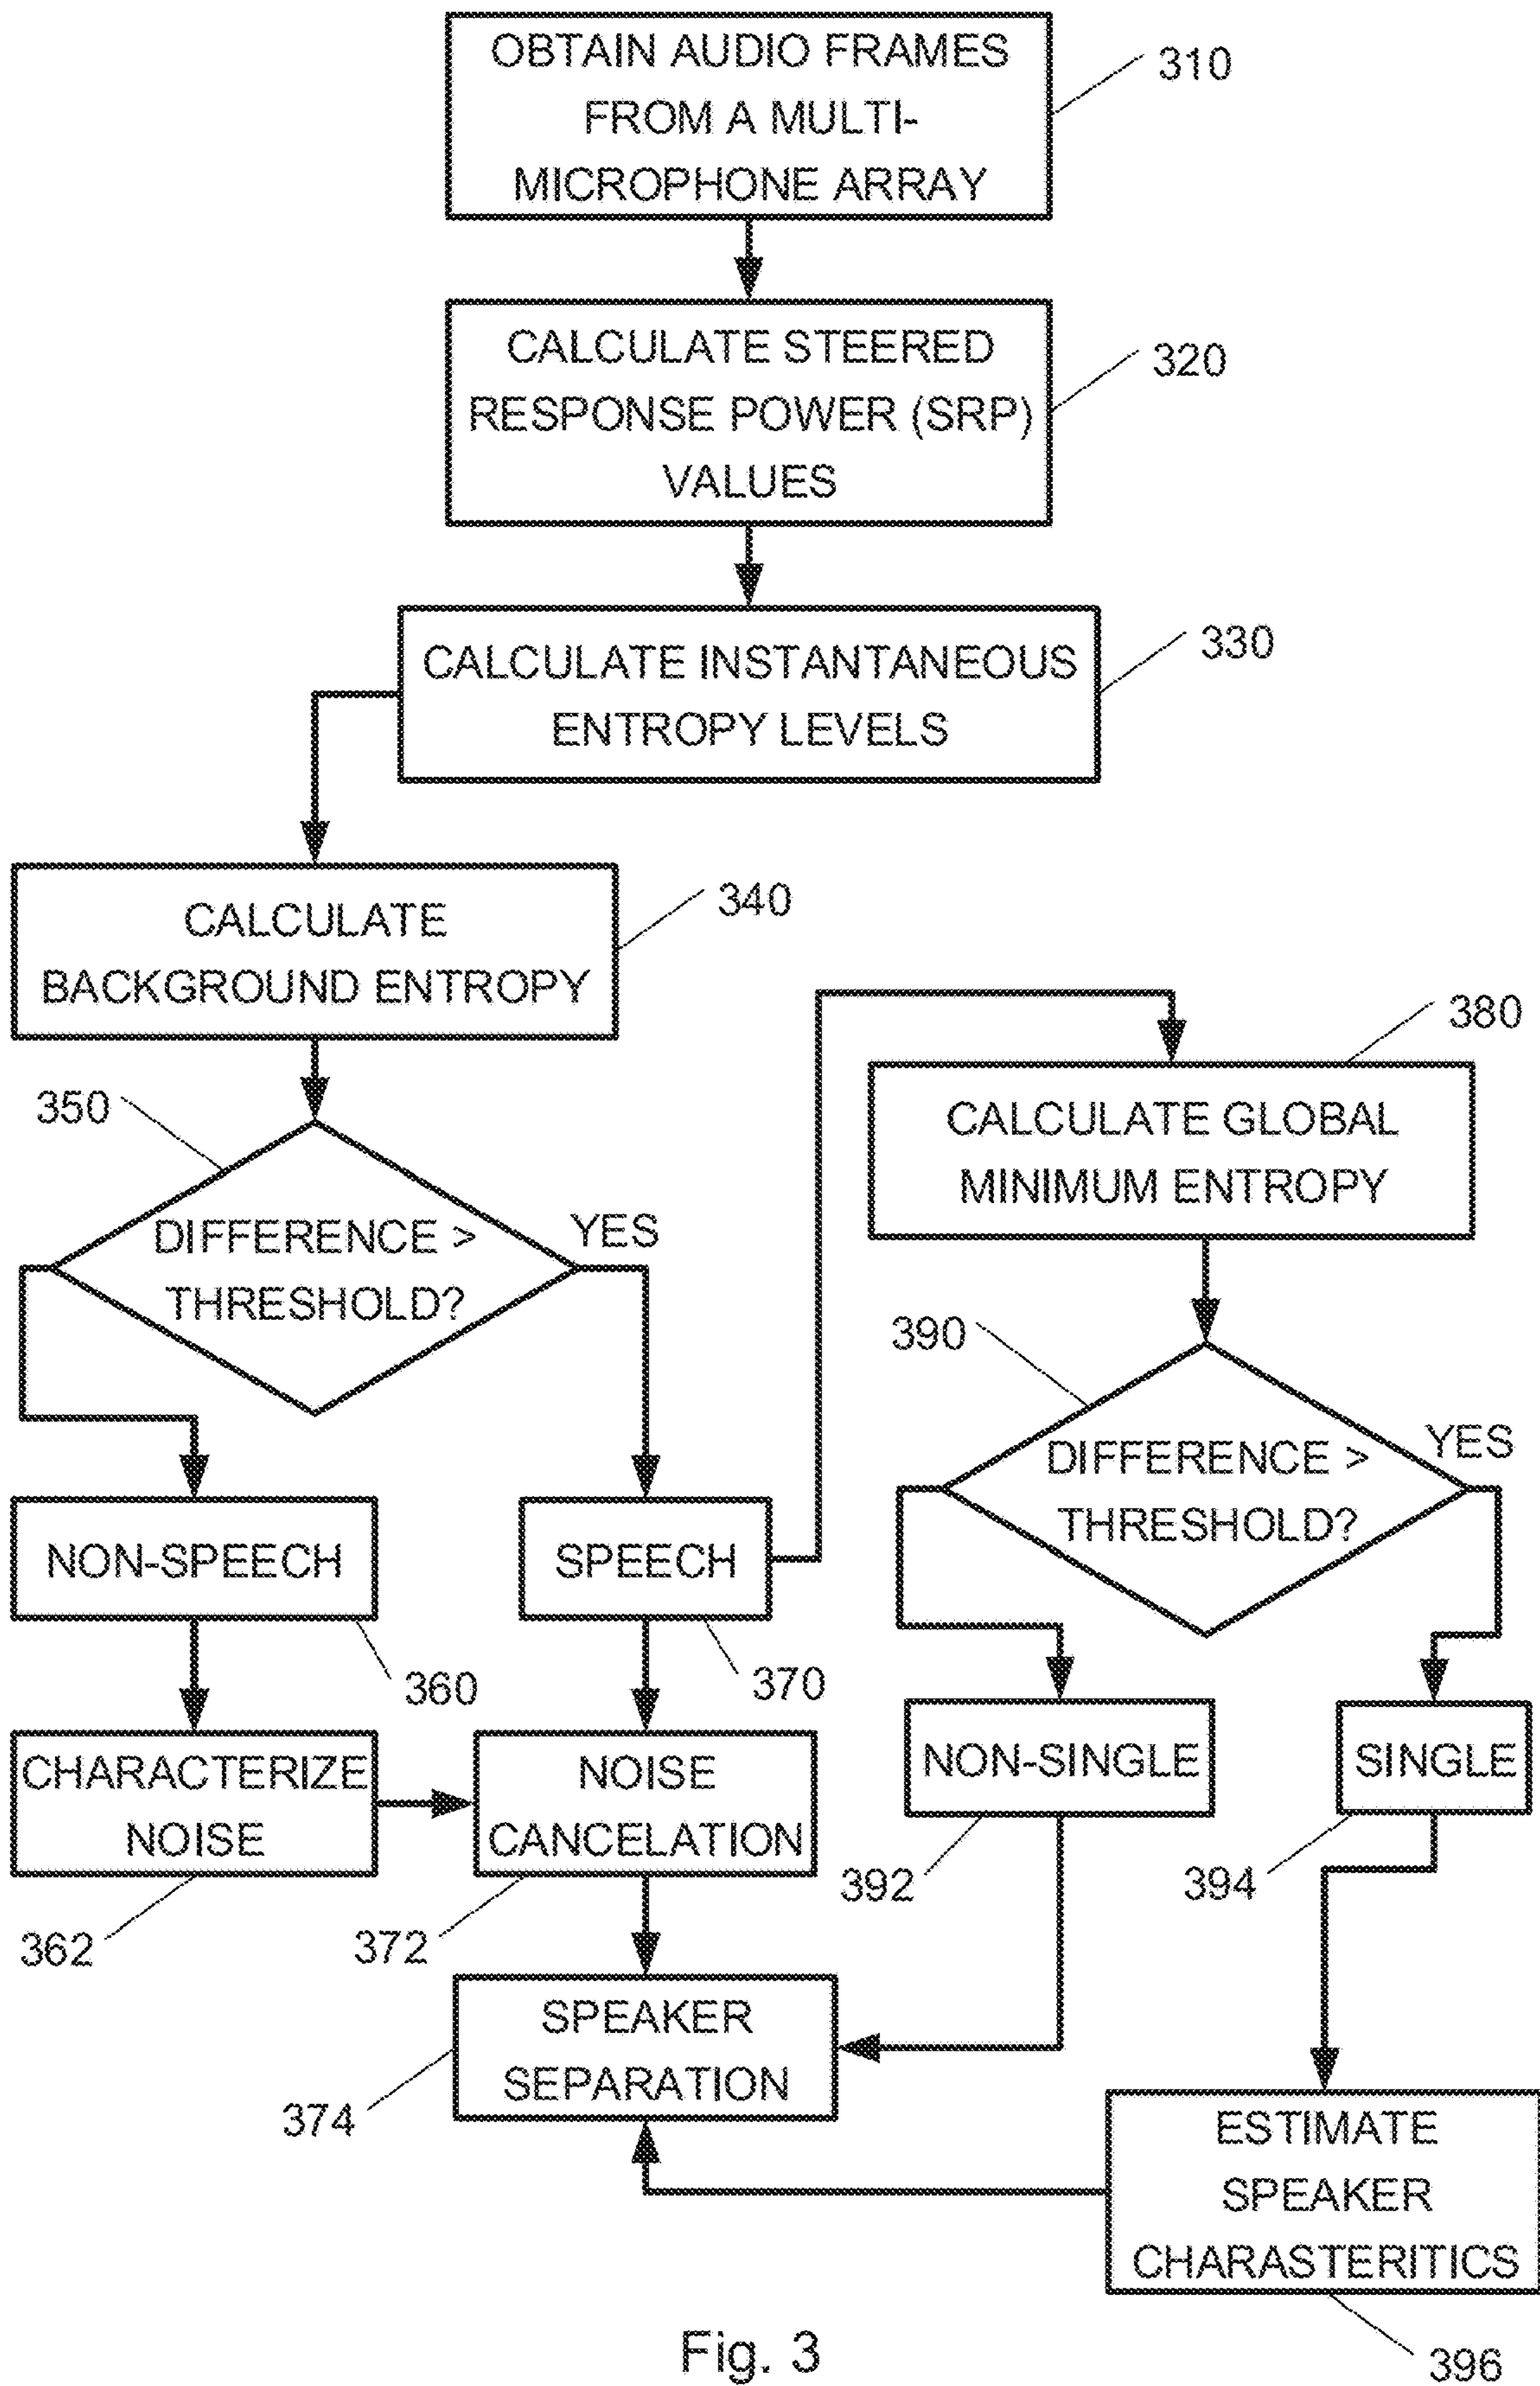 OBTAIN AUDIO FRAMES
FROM A MULTI-
MICROPHONE ARRAY
310
CALCULATE STEERED
RESPONSE POWER (SRP)
VALUES
320
CALCULATE INSTANTANEOUS
ENTROPY LEVELS
330
CALCULATE
BACKGROUND ENTROPY
340
350
DIFFERENCE >
THRESHOLD?
YES
NON-SPEECH
360
SPEECH
370
CHARACTERIZE
NOISE
362
NOISE
CANCELATION
372
SPEAKER
SEPARATION
374
380
CALCULATE GLOBAL
MINIMUM ENTROPY
390
DIFFERENCE >
THRESHOLD?
YES
NON-SINGLE
392
SINGLE
394
ESTIMATE
SPEAKER
CHARASTERITICS
396
Fig. 3